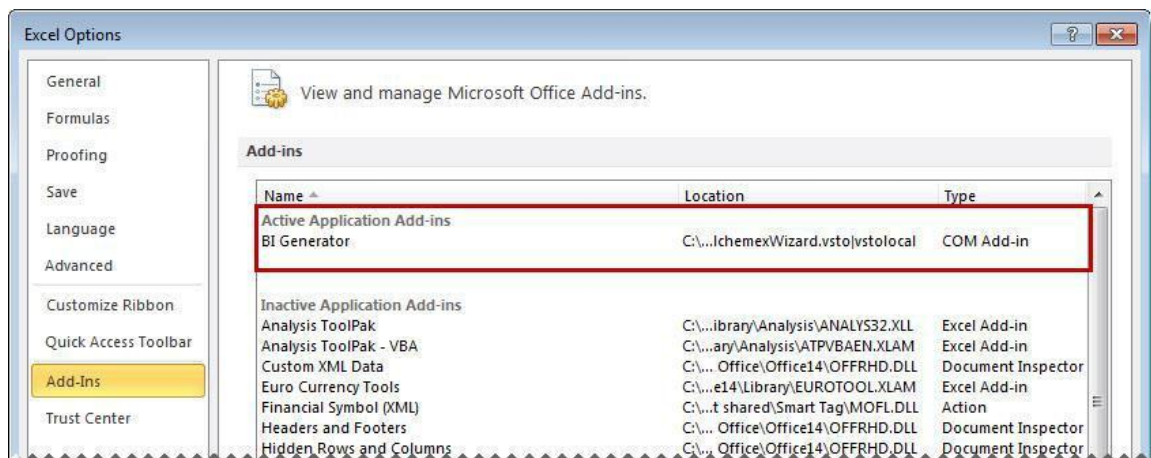 Excel Options
General
Formulas
Proofing
Save
Language
Advanced
Customize Ribbon
Quick Access Toolbar
Add-Ins
Trust Center
View and manage Microsoft Office Add-ins.
Add-ins
Name Location Type
Active Application Add-ins
BI Generator C:\...lchemexWizard.vsto|vstolocal COM Add-in
Inactive Application Add-ins
Analysis ToolPak C:\...ibrary\Analysis\ANALYS32.XLL Excel Add-in
Analysis ToolPak - VBA C:\...ary\Analysis\ATPVBAEN.XLAM Excel Add-in
Custom XML Data C:\... Office\Office14\OFFRHD.DLL Document Inspector
Euro Currency Tools C:\...e14\Library\EUROTOOL.XLAM Excel Add-in
Financial Symbol (XML) C:\...t shared\Smart Tag\MOFL.DLL Action
Headers and Footers C:\... Office\Office14\OFFRHD.DLL Document Inspector
Hidden Rows and Columns C:\... Office\Office14\OFFRHD.DLL Document Inspector